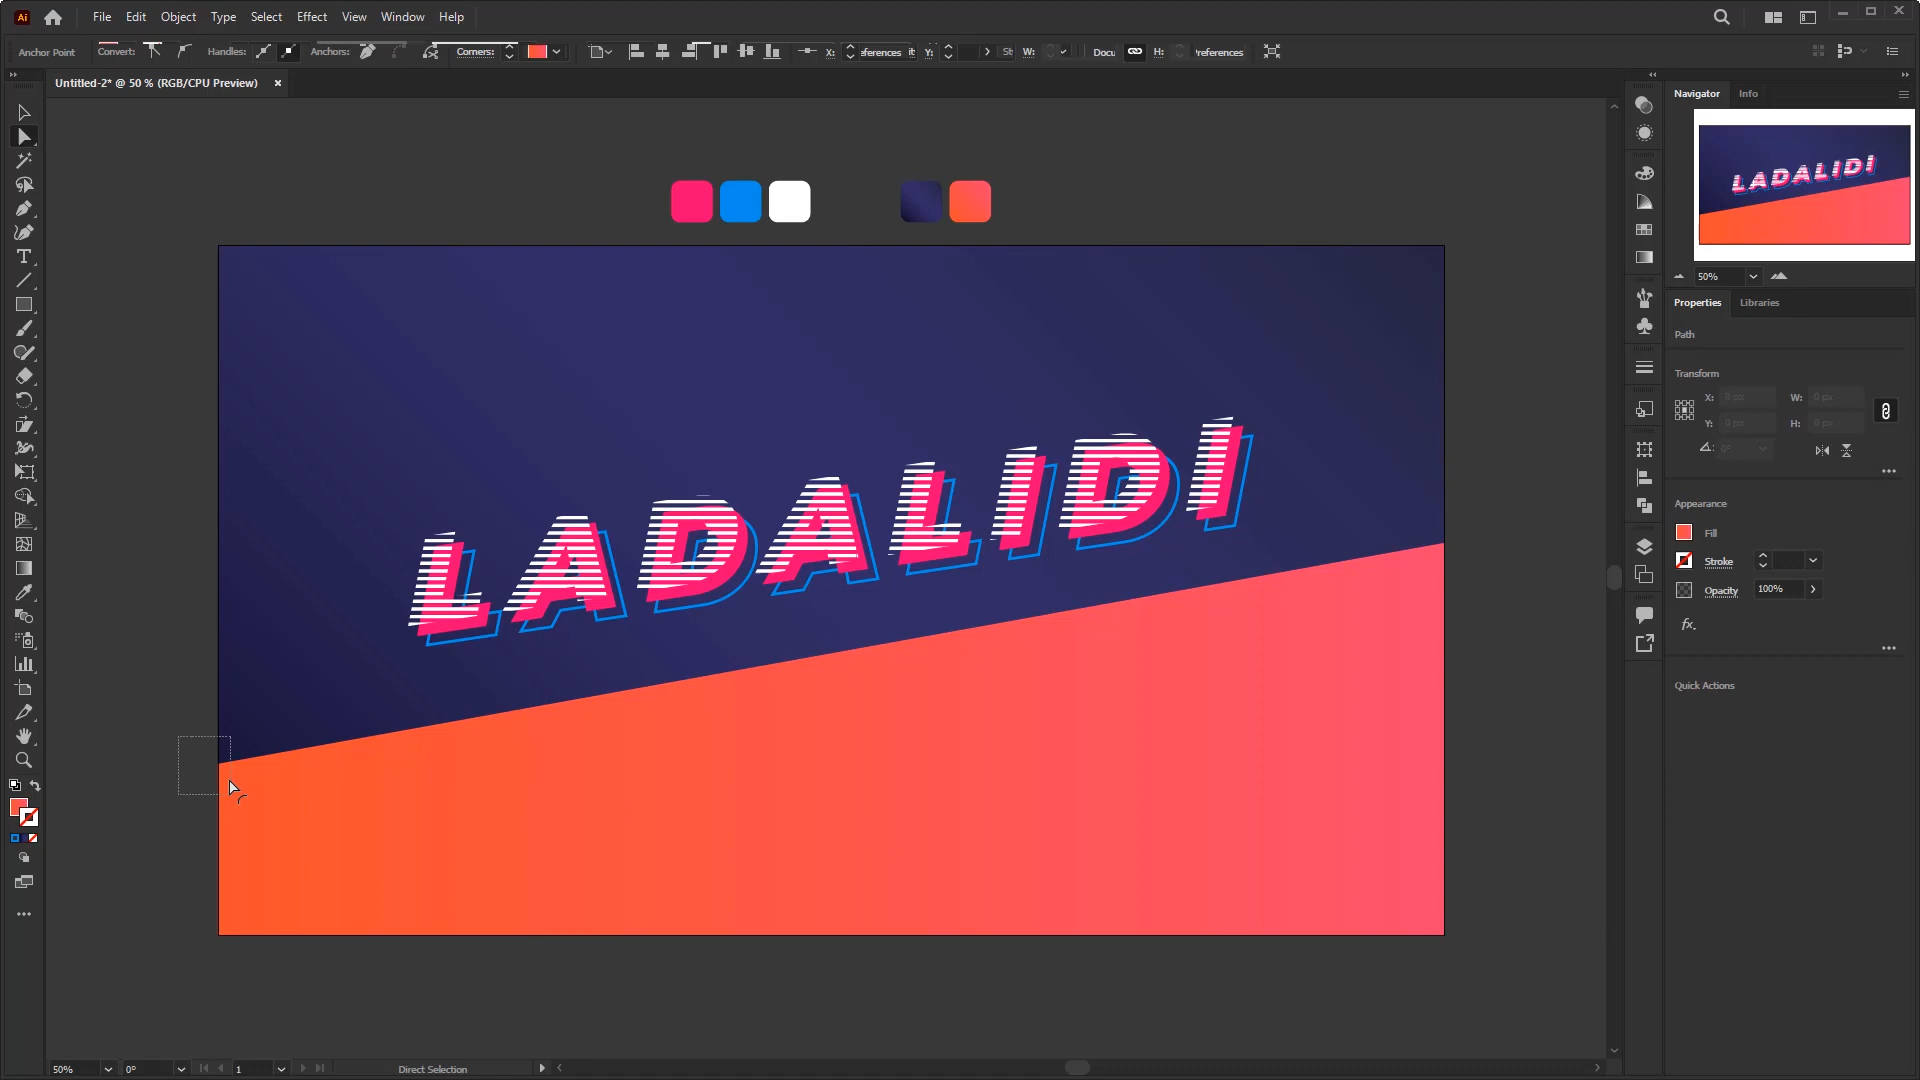 Ai File Edit Object Type Select Effect View Window Help
Anchor Point Convert: Handles: Anchors: Corners: X: Y: W: Docu H:
Untitled-2* @ 50 % (RGB/CPU Preview)
Navigator Info
50%
Properties Libraries
Path
Transform
X: W:
Y: H:
Appearance
Fill
Stroke
Opacity 100%
fx.
Quick Actions
LADALIDI
LADALIDI
50% 0° 1 Direct Selection